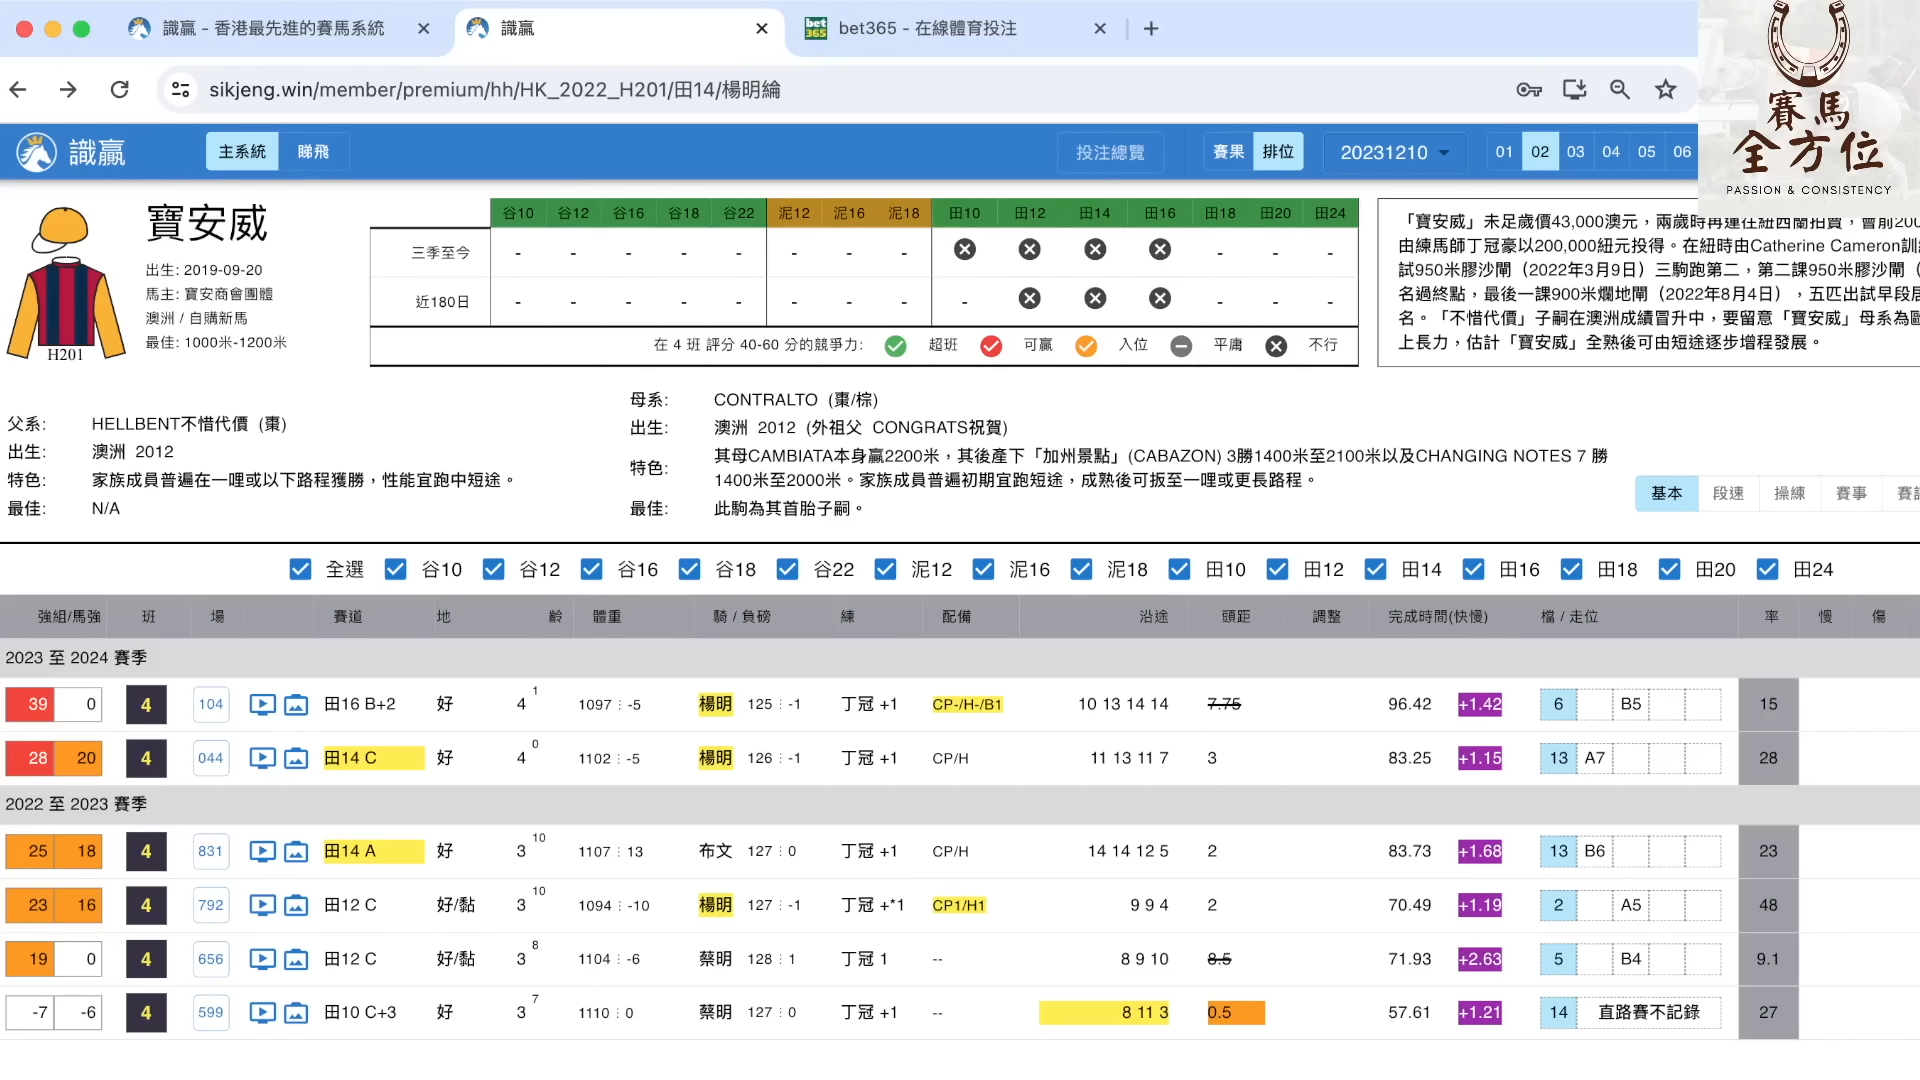 識贏 - 香港最先進的賽馬系統
識贏
bet365
bet365 - 在線體育投注
sikjeng.win/member/premium/hh/HK_2022_H201/田14/楊明綸
賽馬
全方位
PASSION & CONSISTENCY
識贏 主系統 睇飛 投注總覽 賽果 排位 20231210 01 02 03 04 05 06
寶安威
出生: 2019-09-20
馬主: 寶安商會團體
澳洲 / 自購新馬
最佳: 1000米-1200米
H201
谷10 谷12 谷16 谷18 谷22 泥12 泥16 泥18 田10 田12 田14 田16 田18 田20 田24
三季至今 - - - - - - - - - - -
近180日 - - - - - - - - - - - -
在 4 班 評分 40-60 分的競爭力: 超班 可贏 入位 平庸 不行
「寶安威」未足歲價43,000澳元，兩歲時再運往紐西蘭拍賣，會前200
由練馬師丁冠豪以200,000紐元投得。在紐時由Catherine Cameron訓
試950米膠沙閘（2022年3月9日）三駒跑第二，第二課950米膠沙閘（
名過終點，最後一課900米爛地閘（2022年8月4日），五匹出試早段居
名。「不惜代價」子嗣在澳洲成績冒升中，要留意「寶安威」母系為
上長力，估計「寶安威」全熟後可由短途逐步增程發展。
父系: HELLBENT不惜代價 (棗)
出生: 澳洲 2012
特色: 家族成員普遍在一哩或以下路程獲勝，性能宜跑中短途。
最佳: N/A
母系: CONTRALTO (棗/棕)
出生: 澳洲 2012 (外祖父 CONGRATS祝賀)
特色: 其母CAMBIATA本身贏2200米，其後產下「加州景點」(CABAZON) 3勝1400米至2100米以及CHANGING NOTES 7 勝
1400米至2000米。家族成員普遍初期宜跑短途，成熟後可扳至一哩或更長路程。
最佳: 此駒為其首胎子嗣。
基本 段速 操練 賽事
全選 谷10 谷12 谷16 谷18 谷22 泥12 泥16 泥18 田10 田12 田14 田16 田18 田20 田24
強組/馬強 班 場 賽道 地 齡 體重 騎 / 負磅 練 配備 沿途 頭距 調整 完成時間(快慢) 檔 / 走位 率 慢 傷
2023 至 2024 賽季
39 0 4 104 田16 B+2 好 4 1 1097 ⋮ -5 楊明 125 ⋮ -1 丁冠 +1 CP-/H-/B1 10 13 14 14 7.75 96.42 +1.42 6 B5 15
28 20 4 044 田14 C 好 4 0 1102 ⋮ -5 楊明 126 ⋮ -1 丁冠 +1 CP/H 11 13 11 7 3 83.25 +1.15 13 A7 28
2022 至 2023 賽季
25 18 4 831 田14 A 好 3 10 1107 ⋮ 13 布文 127 ⋮ 0 丁冠 +1 CP/H 14 14 12 5 2 83.73 +1.68 13 B6 23
23 16 4 792 田12 C 好/黏 3 10 1094 ⋮ -10 楊明 127 ⋮ -1 丁冠 +*1 CP1/H1 9 9 4 2 70.49 +1.19 2 A5 48
19 0 4 656 田12 C 好/黏 3 8 1104 ⋮ -6 蔡明 128 ⋮ 1 丁冠 1 -- 8 9 10 8.5 71.93 +2.63 5 B4 9.1
-7 -6 4 599 田10 C+3 好 3 7 1110 ⋮ 0 蔡明 127 ⋮ 0 丁冠 +1 -- 8 11 3 0.5 57.61 +1.21 14 直路賽不記錄 27